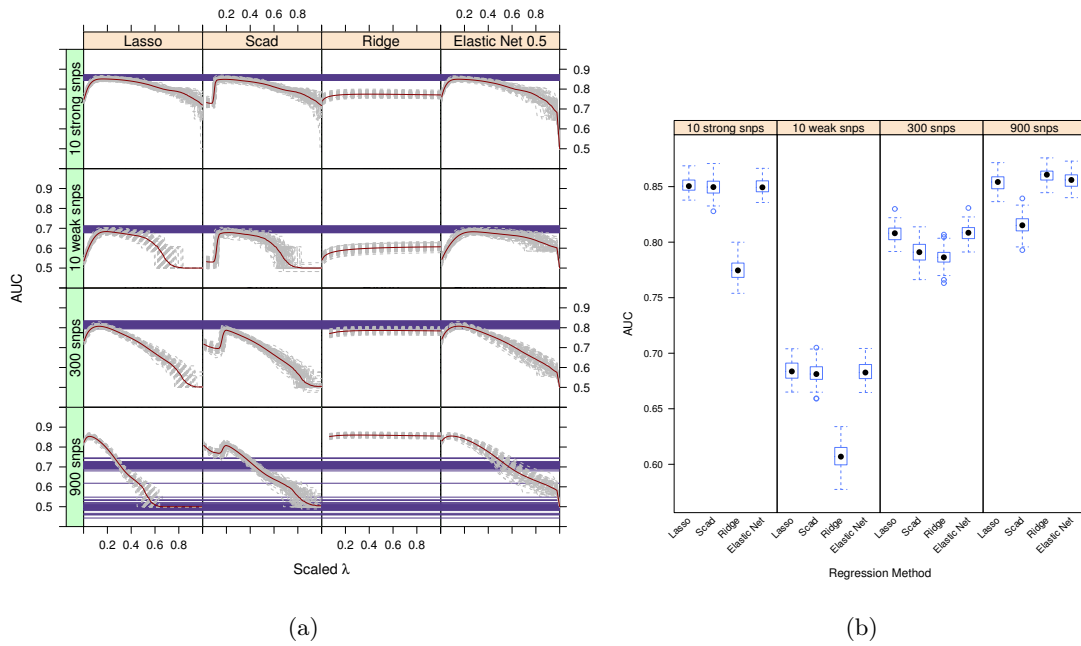 0.2 0.4 0.6 0.8
0.2 0.4 0.6 0.8
Lasso Scad Ridge Elastic Net 0.5
10 strong snps
0.9
0.8
0.7
0.6
0.5
10 weak snps
0.9
0.8
0.7
0.6
0.5
300 snps
0.9
0.8
0.7
0.6
0.5
900 snps
0.9
0.8
0.7
0.6
0.5
AUC
0.2 0.4 0.6 0.8
0.2 0.4 0.6 0.8
Scaled λ
(a)
10 strong snps 10 weak snps 300 snps 900 snps
0.85
0.80
0.75
0.70
0.65
0.60
AUC
Lasso Scad Ridge Elastic Net
Lasso Scad Ridge Elastic Net
Lasso Scad Ridge Elastic Net
Lasso Scad Ridge Elastic Net
Regression Method
(b)